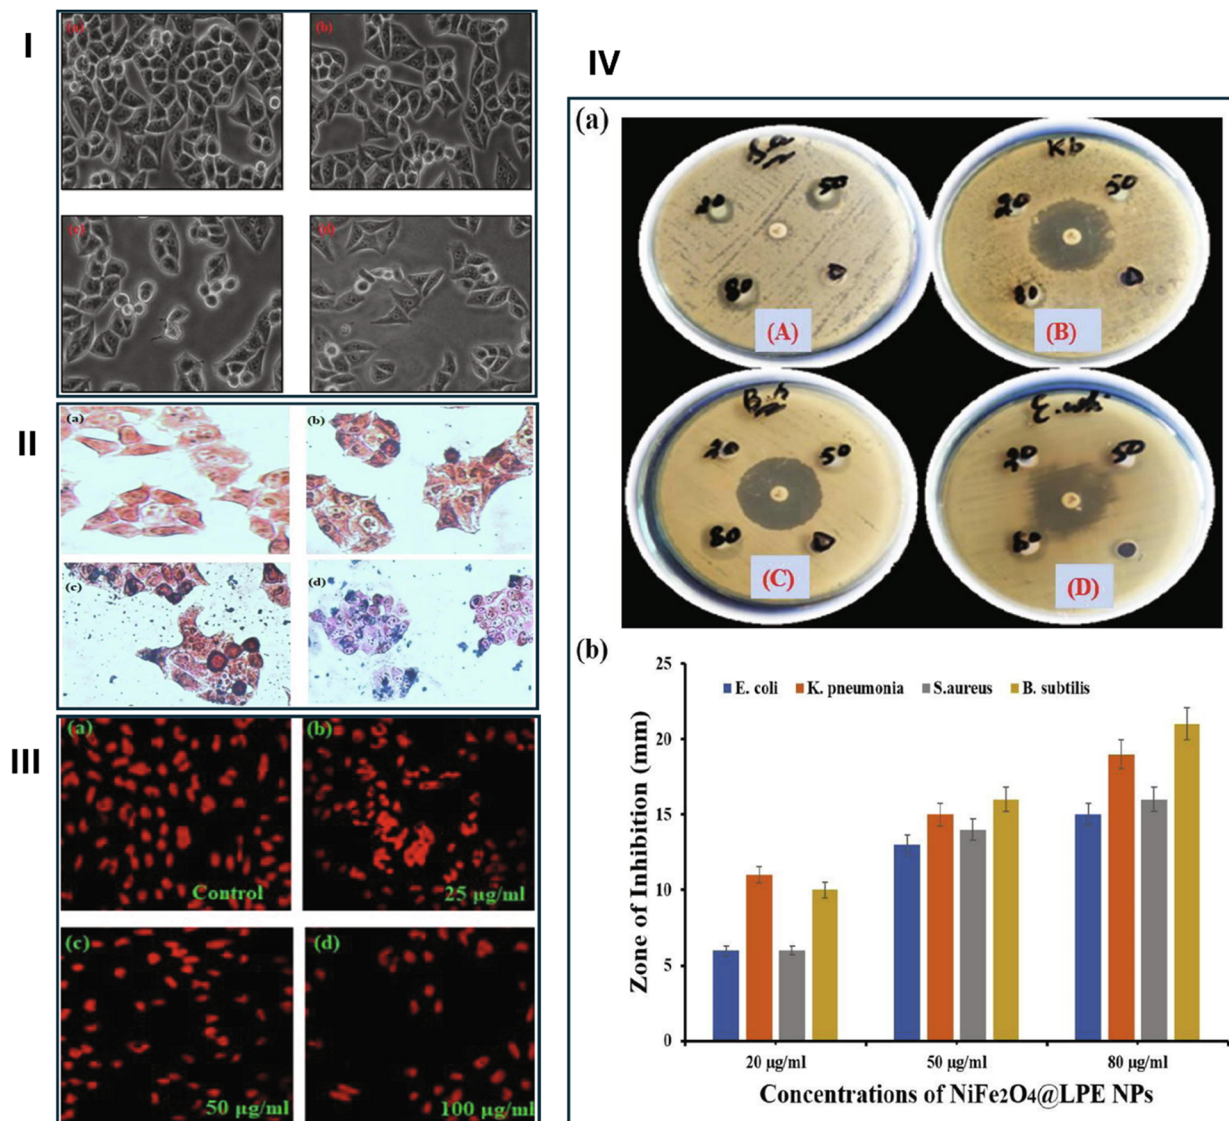 I
(a)
(b)
(c)
(d)
II
(a)
(b)
(c)
(d)
III
(a)
Control
(b)
25 µg/ml
(c)
50 µg/ml
(d)
100 µg/ml
IV
(a)
50
80
(A)
Kb
20
50
80
(B)
B.s
20
50
80
(C)
E. coli
20
50
80
(D)
(b)
E. coli
K. pneumonia
S.aureus
B. subtilis
Zone of Inhibition (mm)
25
20
15
10
5
0
20 µg/ml
50 µg/ml
80 µg/ml
Concentrations of NiFe2O4@LPE NPs